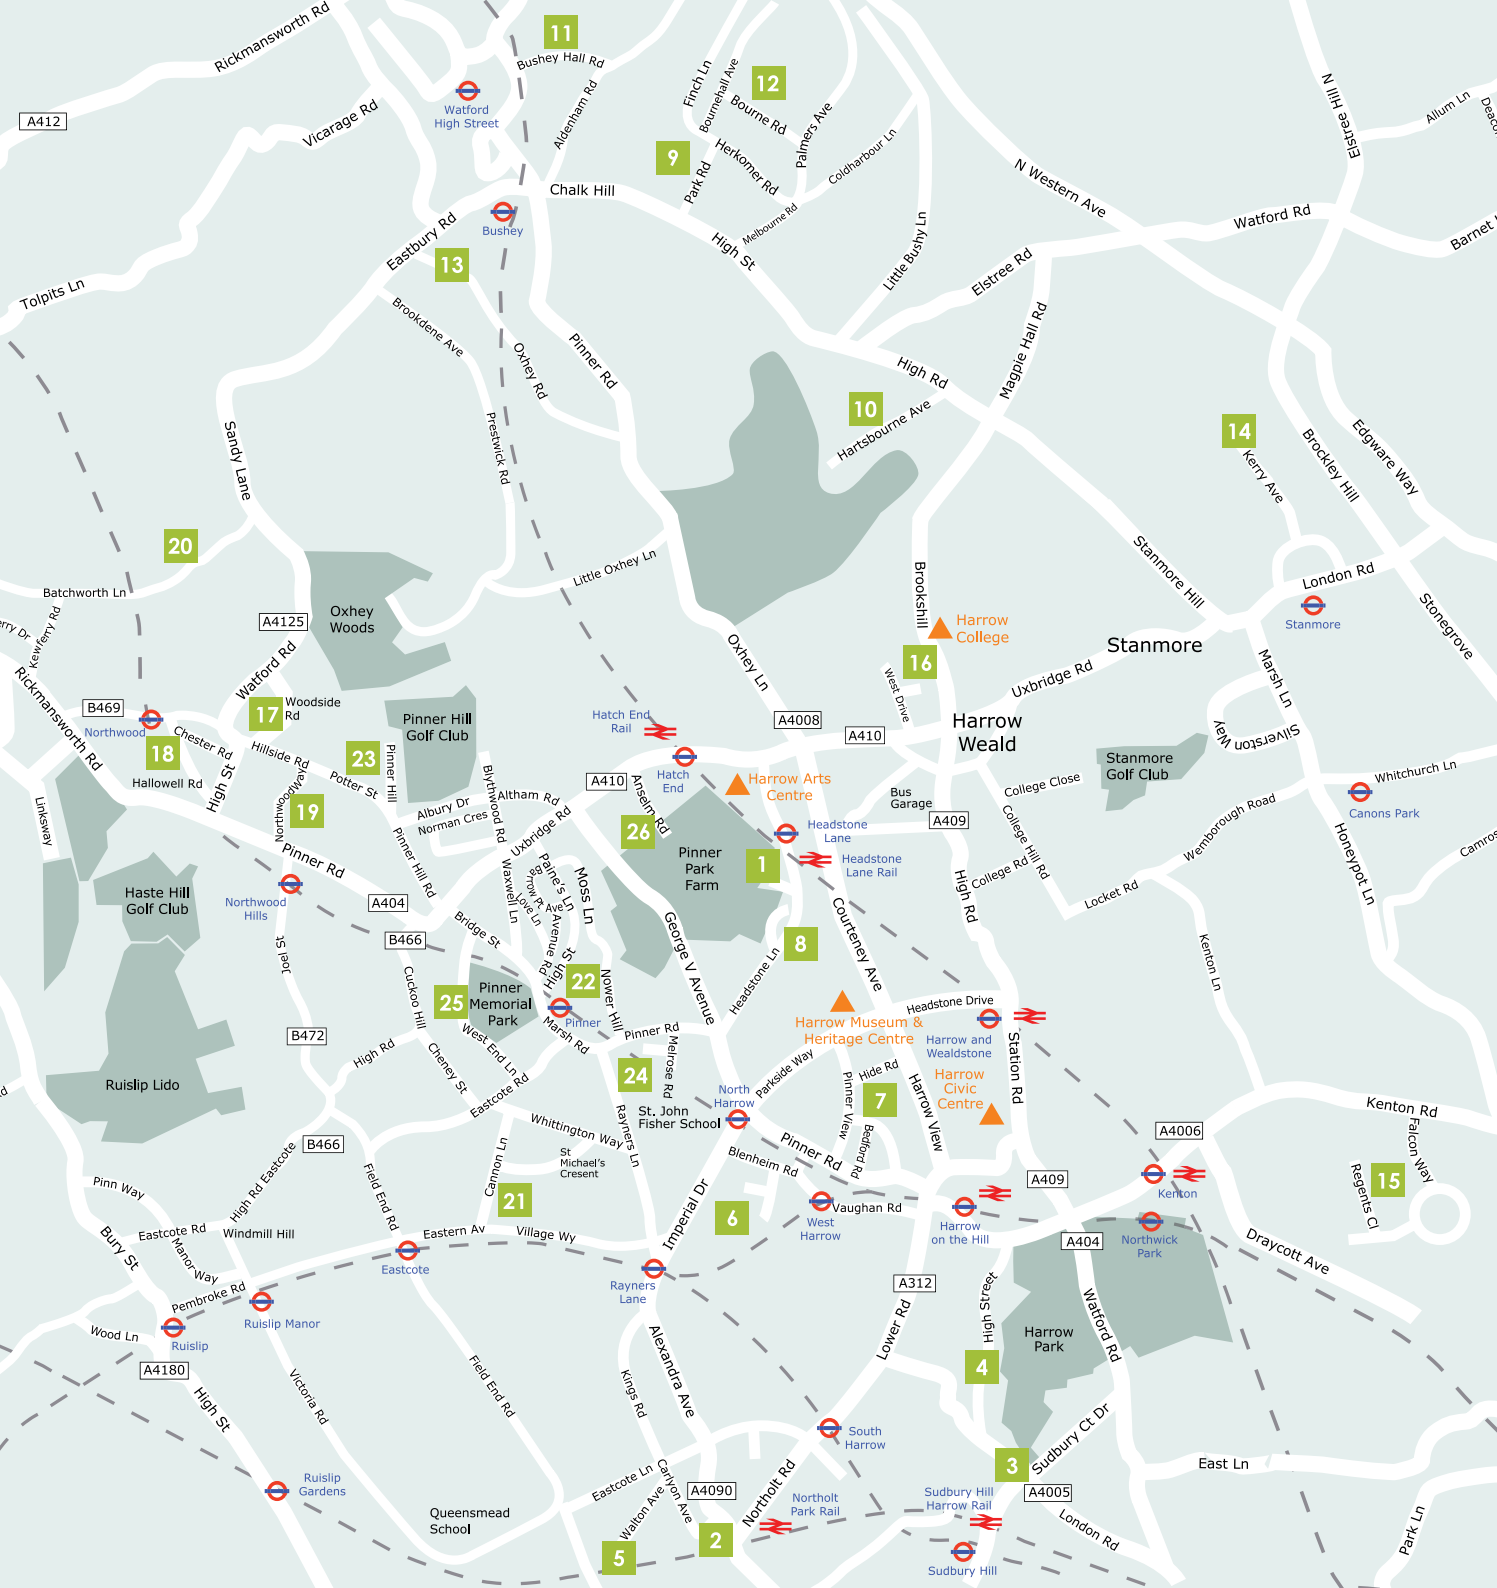 Rickmansworth Rd
11
Bushey Hall Rd
A412
Vicarage Rd
Watford
High Street
Aldenham Rd
Finch Ln
Bournehall Ave
12
Bourne Rd
Palmers Ave
9
Herkomer Rd
Park Rd
Coldharbour Ln
Melbourne Rd
N Western Ave
N Elstree Hill
Elstree Hill N
Allum Ln
Watford Rd
Chalk Hill
Bushey
Eastbury Rd
13
High St
Little Bushy Ln
Elstree Rd
Tolpits Ln
Brookdene Ave
Oxhey Rd
Pinner Rd
Magpie Hall Rd
High Rd
10
Hartsbourne Ave
14
Kerry Ave
Brockley Hill
Edgware Way
Sandy Lane
Prestwick Rd
20
Batchworth Ln
Little Oxhey Ln
Stanmore Hill
London Rd
Stanmore
Stonegrove
Kewferry Rd
A4125
Oxhey
Woods
Brookshill
Harrow
College
16
West Drive
Stanmore
Uxbridge Rd
Marsh Ln
Oxhey Ln
Watford Rd
Rickmansworth Rd
B469
Northwood
17
Woodside
Rd
18
Chester Rd
Hallowell Rd
High St
Hillside Rd
23
Potter St
Pinner Hill
Pinner Hill
Golf Club
Hatch End
Rail
A4008
A410
Harrow
Weald
Silverston Way
Stanmore
Golf Club
Whitchurch Ln
Canons Park
Hatch
End
A410
Harrow Arts
Centre
Bus
Garage
A409
College Close
College Hill Rd
Wemborough Road
Northwoodway
19
Albury Dr
Altham Rd
Norman Cres
Blythwood Rd
Uxbridge Rd
Anselm Rd
26
Headstone
Lane
Headstone
Lane Rail
Linksway
Pinner Rd
Pinner Hill Rd
Waxwell Ln
Paine's Ln
Barrow Pt Ave
Love Ln
Moss Ln
Avenue Rd
High St
Pinner
Park
Farm
1
Haste Hill
Golf Club
Northwood
Hills
A404
B466
Bridge St
George V Avenue
Courteney Ave
8
High Rd
College Rd
Locket Rd
Kenton Ln
Honeypot Ln
Joel St
Cuckoo Hill
25
Pinner
Memorial
Park
22
Pinner
Nower Hill
Headstone Ln
Harrow Museum &
Heritage Centre
Headstone Drive
Harrow and
Wealdstone
Station Rd
B472
High Rd
Cheney St
West End Ln
Marsh Rd
Pinner Rd
24
Melrose Rd
Parkside Way
Pinner View
Hide Rd
7
Harrow View
Harrow
Civic
Centre
Ruislip Lido
Eastcote Rd
St. John
Fisher School
North
Harrow
Bedford Rd
Kenton Rd
A4006
B466
Whittington Way
Rayners Ln
St
Michael's
Cresent
Blenheim Rd
Pinner Rd
Kenton
Falcon Way
Regents Cl
15
Pinn Way
High Rd Eastcote
Field End Rd
Cannon Ln
21
6
West
Harrow
Vaughan Rd
A409
Harrow
on the Hill
A404
Northwick
Park
Draycott Ave
Eastcote Rd
Windmill Hill
Eastern Av
Village Wy
Imperial Dr
Bury St
Manor Way
Eastcote
Rayners
Lane
A312
Pembroke Rd
Ruislip Manor
Wood Ln
Ruislip
A4180
High St
Victoria Rd
Field End Rd
Alexandra Ave
Kings Rd
Lower Rd
High Street
Harrow
Park
Watford Rd
4
South
Harrow
3
Sudbury Ct Dr
A4005
East Ln
Ruislip
Gardens
Queensmead
School
Eastcote Ln
Walton Ave
Carlyon Ave
A4090
Northolt Rd
Northolt
Park Rail
Sudbury Hill
Harrow Rail
London Rd
Park Ln
5
2
Sudbury Hill